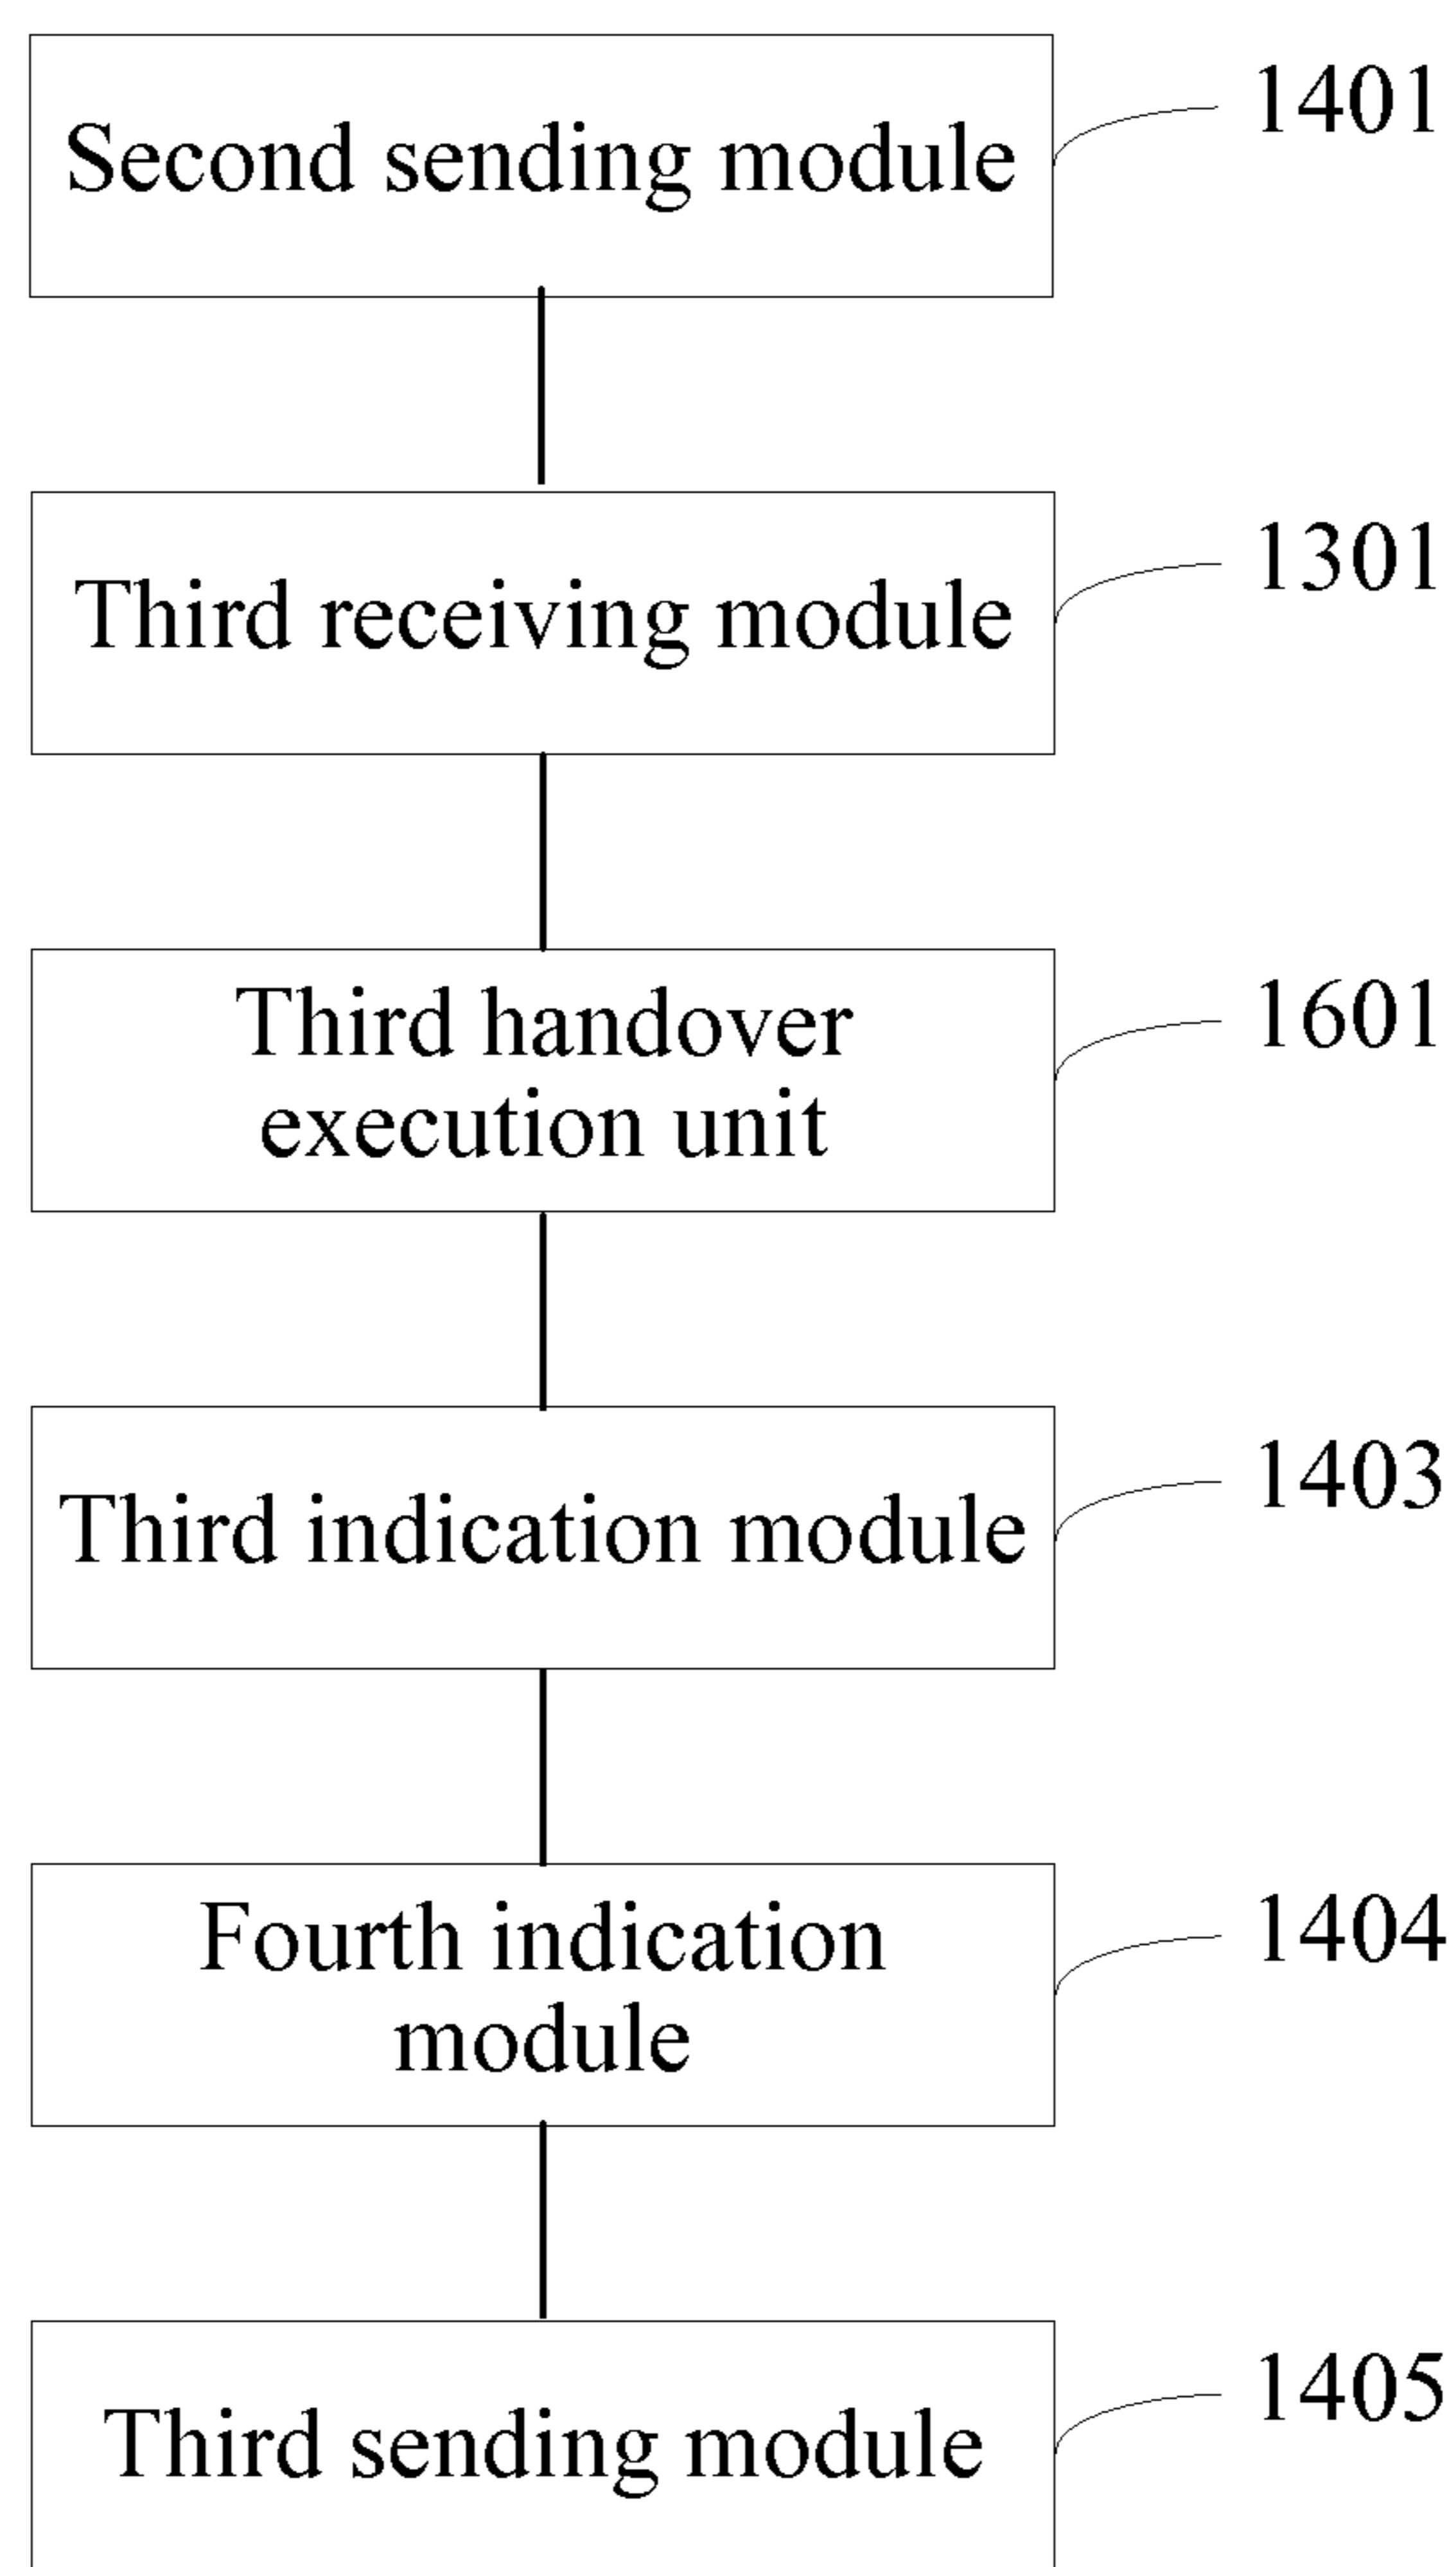 Second sending module
1401
Third receiving module
1301
Third handover
execution unit
1601
Third indication module
1403
Fourth indication
module
1404
Third sending module
1405